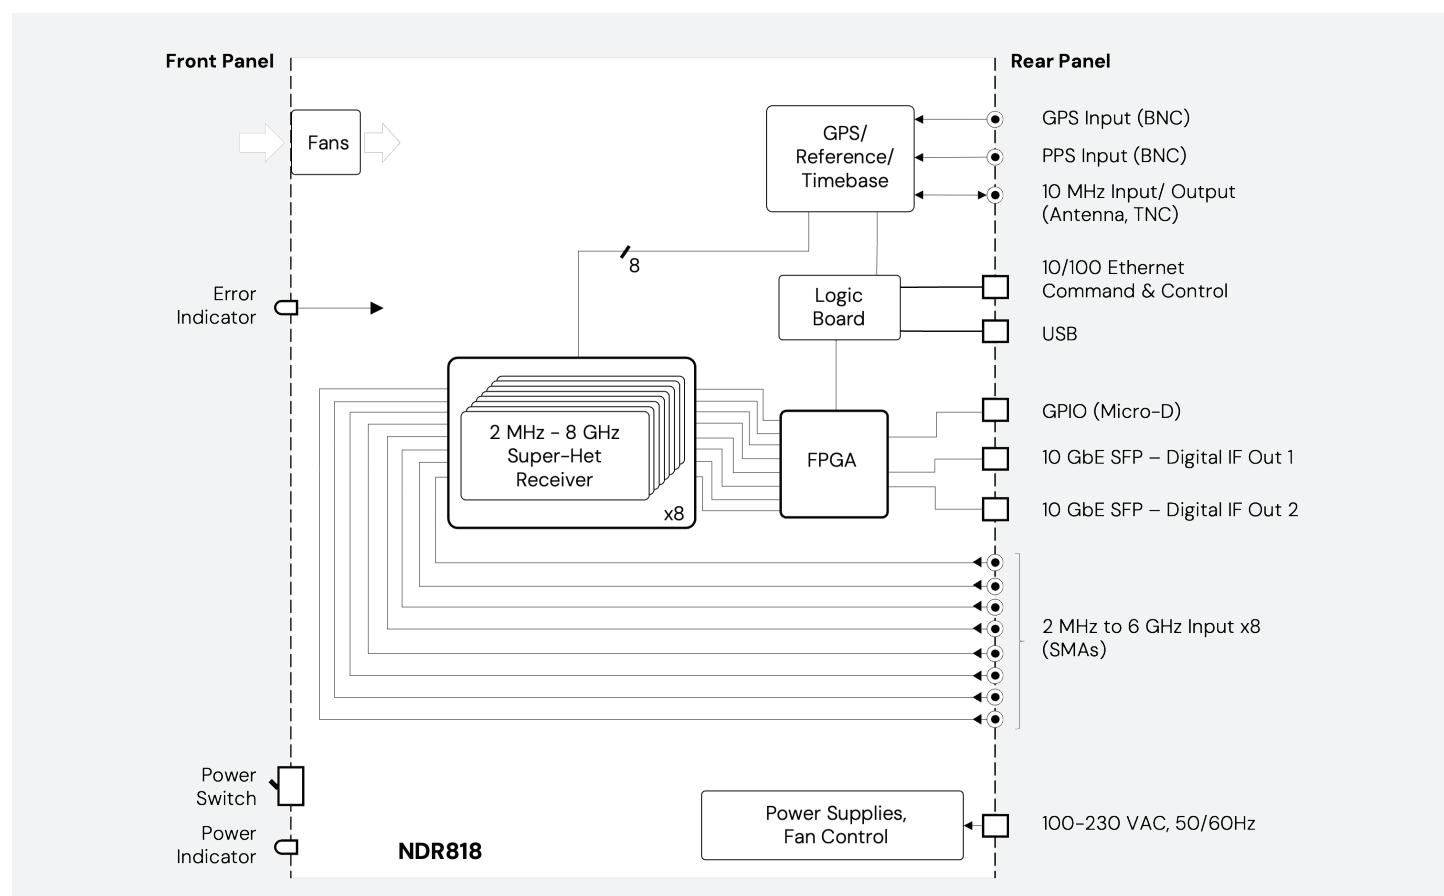 Front Panel
Rear Panel
Fans
GPS/
Reference/
Timebase
GPS Input (BNC)
PPS Input (BNC)
10 MHz Input/ Output
(Antenna, TNC)
8
Error
Indicator
Logic
Board
10/100 Ethernet
Command & Control
USB
2 MHz - 8 GHz
Super-Het
Receiver
x8
FPGA
GPIO (Micro-D)
10 GbE SFP – Digital IF Out 1
10 GbE SFP – Digital IF Out 2
2 MHz to 6 GHz Input x8
(SMAs)
Power
Switch
Power
Indicator
NDR818
Power Supplies,
Fan Control
100-230 VAC, 50/60Hz